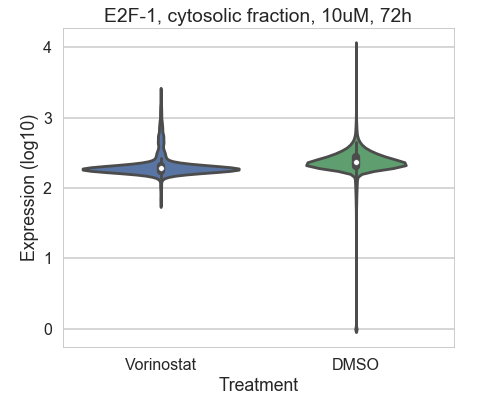 E2F-1, cytosolic fraction, 10uM, 72h
Expression (log10)
4
3
2
1
0
Vorinostat
DMSO
Treatment